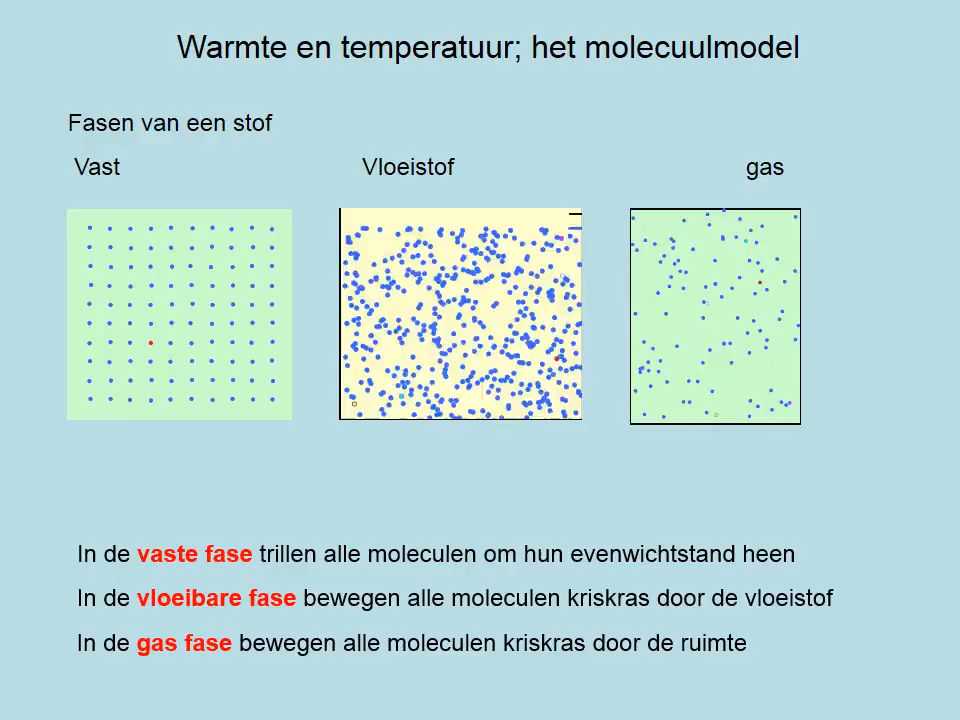 Warmte en temperatuur; het molecuulmodel
Fasen van een stof
Vast Vloeistof gas
In de vaste fase trillen alle moleculen om hun evenwichtstand heen
In de vloeibare fase bewegen alle moleculen kriskras door de vloeistof
In de gas fase bewegen alle moleculen kriskras door de ruimte